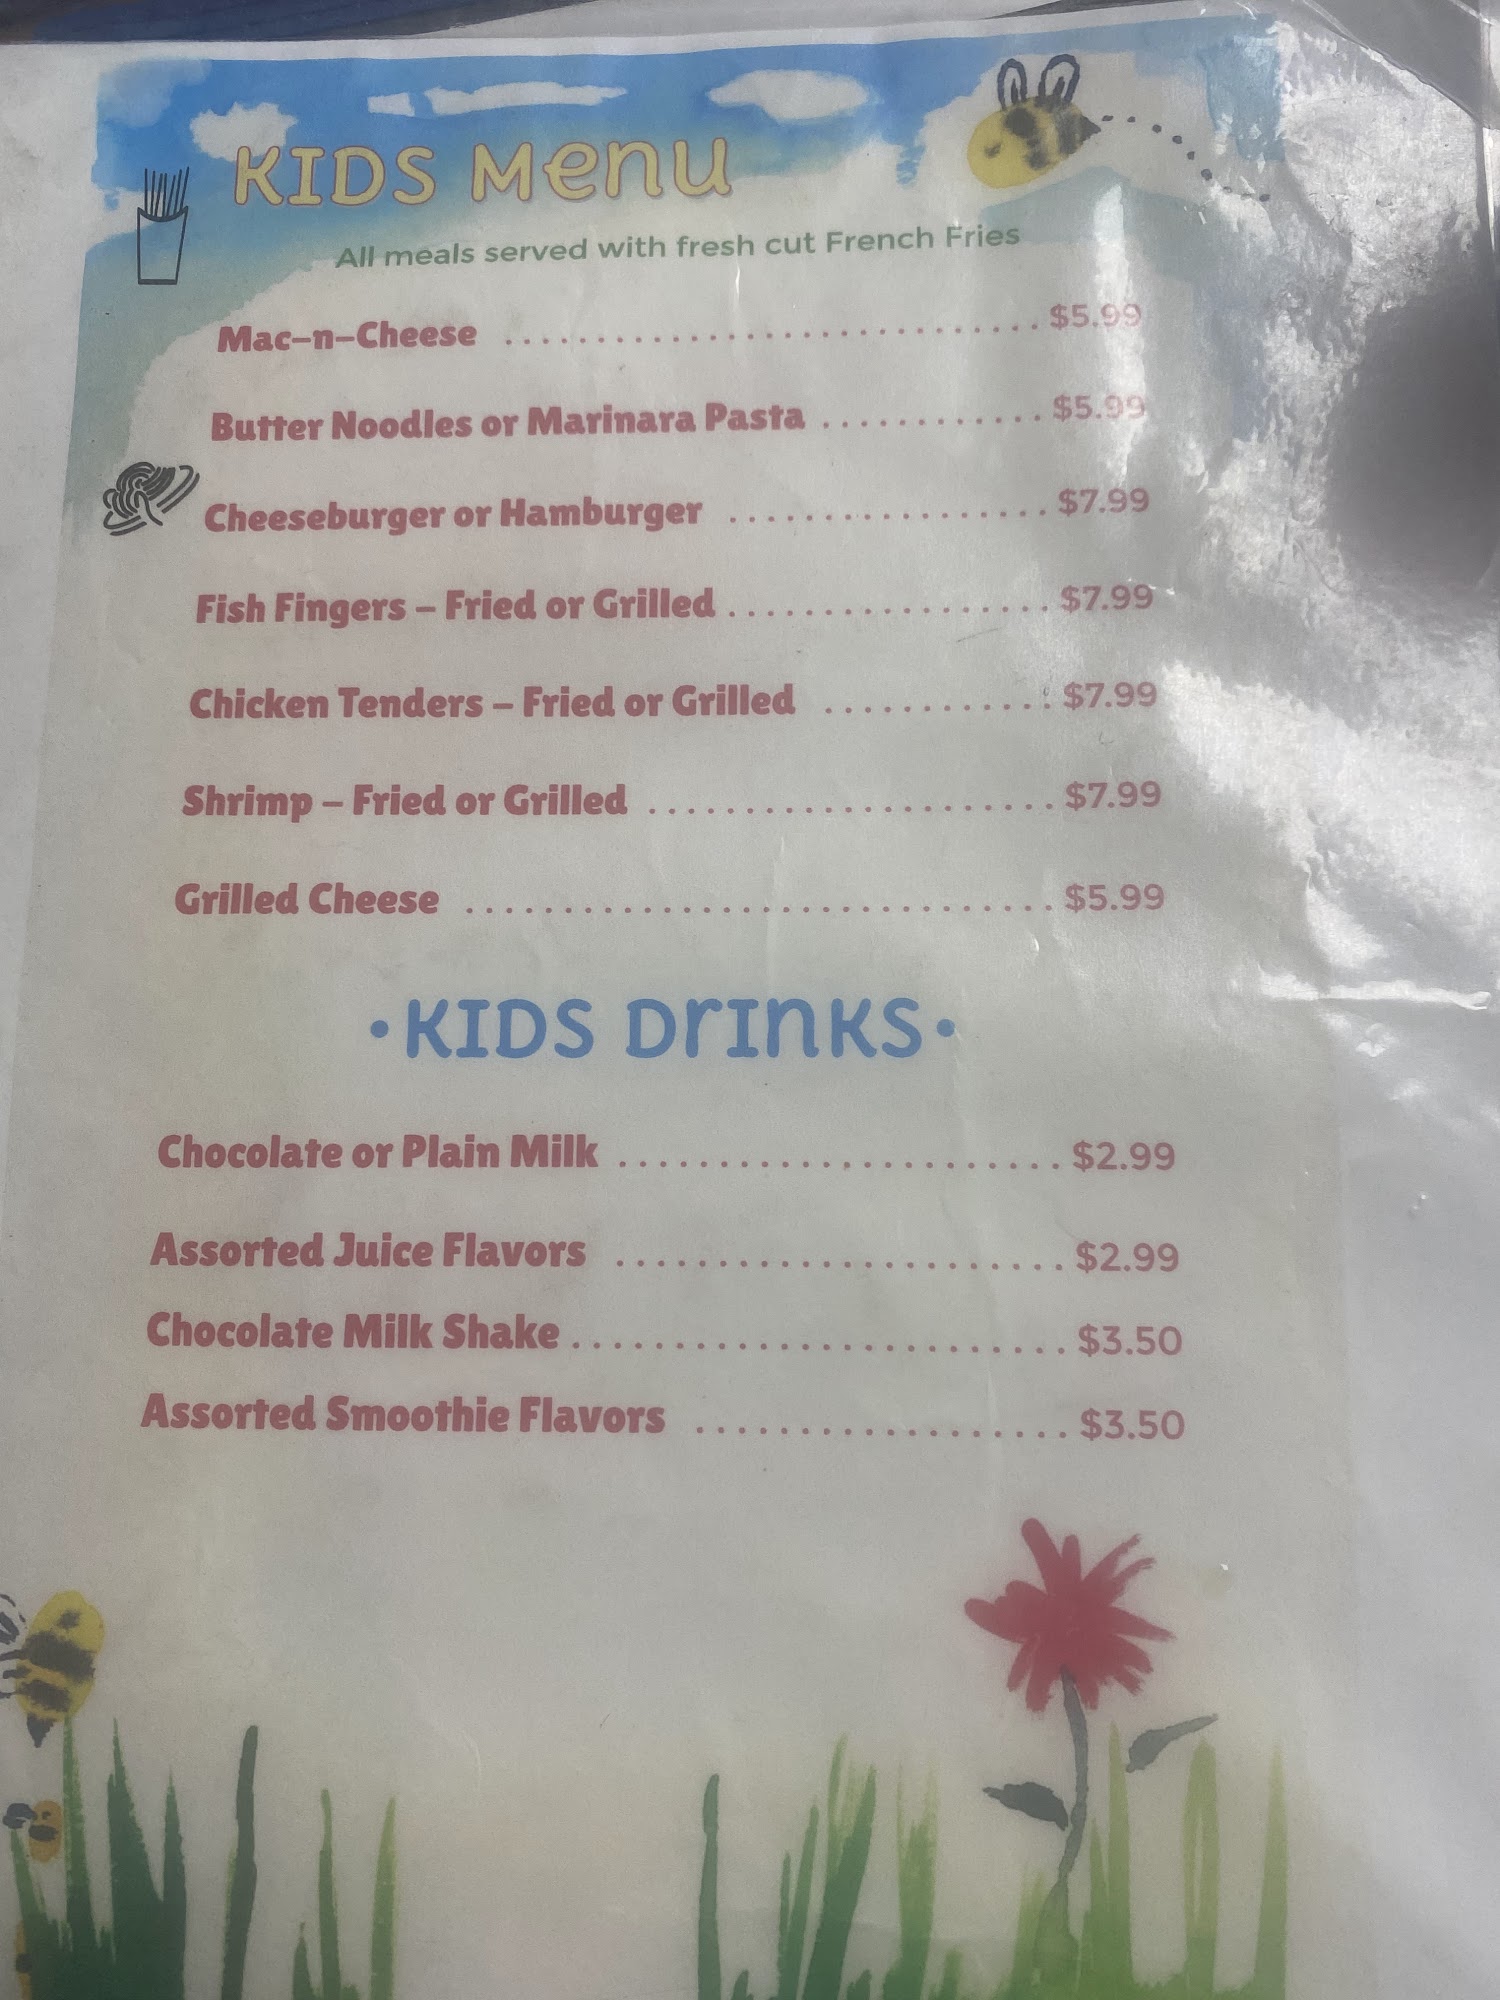 KIDS Menu
All meals served with fresh cut French Fries
Mac-n-Cheese ............................. $5.99
Butter Noodles or Marinara Pasta ............ $5.99
Cheeseburger or Hamburger ................. $7.99
Fish Fingers - Fried or Grilled ................. $7.99
Chicken Tenders - Fried or Grilled ............ $7.99
Shrimp - Fried or Grilled ..................... $7.99
Grilled Cheese .............................. $5.99
• KIDS Drinks •
Chocolate or Plain Milk ....................... $2.99
Assorted Juice Flavors ....................... $2.99
Chocolate Milk Shake ......................... $3.50
Assorted Smoothie Flavors ................... $3.50